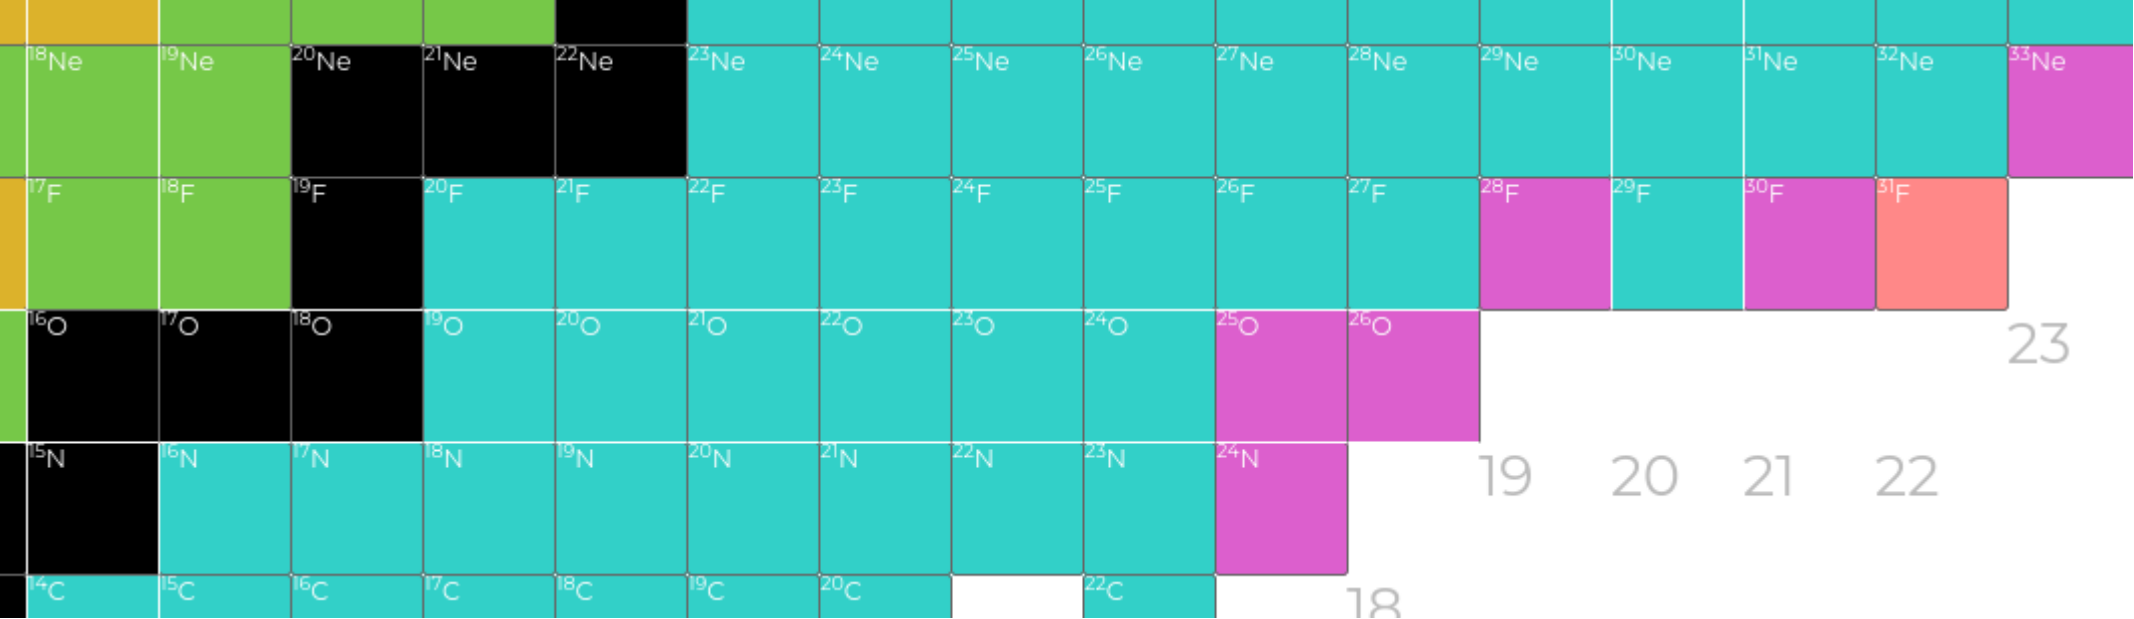 18Ne 19Ne 20Ne 21Ne 22Ne 23Ne 24Ne 25Ne 26Ne 27Ne 28Ne 29Ne 30Ne 31Ne 32Ne 33Ne
17F 18F 19F 20F 21F 22F 23F 24F 25F 26F 27F 28F 29F 30F 31F
16O 17O 18O 19O 20O 21O 22O 23O 24O 25O 26O 23
15N 16N 17N 18N 19N 20N 21N 22N 23N 24N 19 20 21 22
14C 15C 16C 17C 18C 19C 20C 22C 18